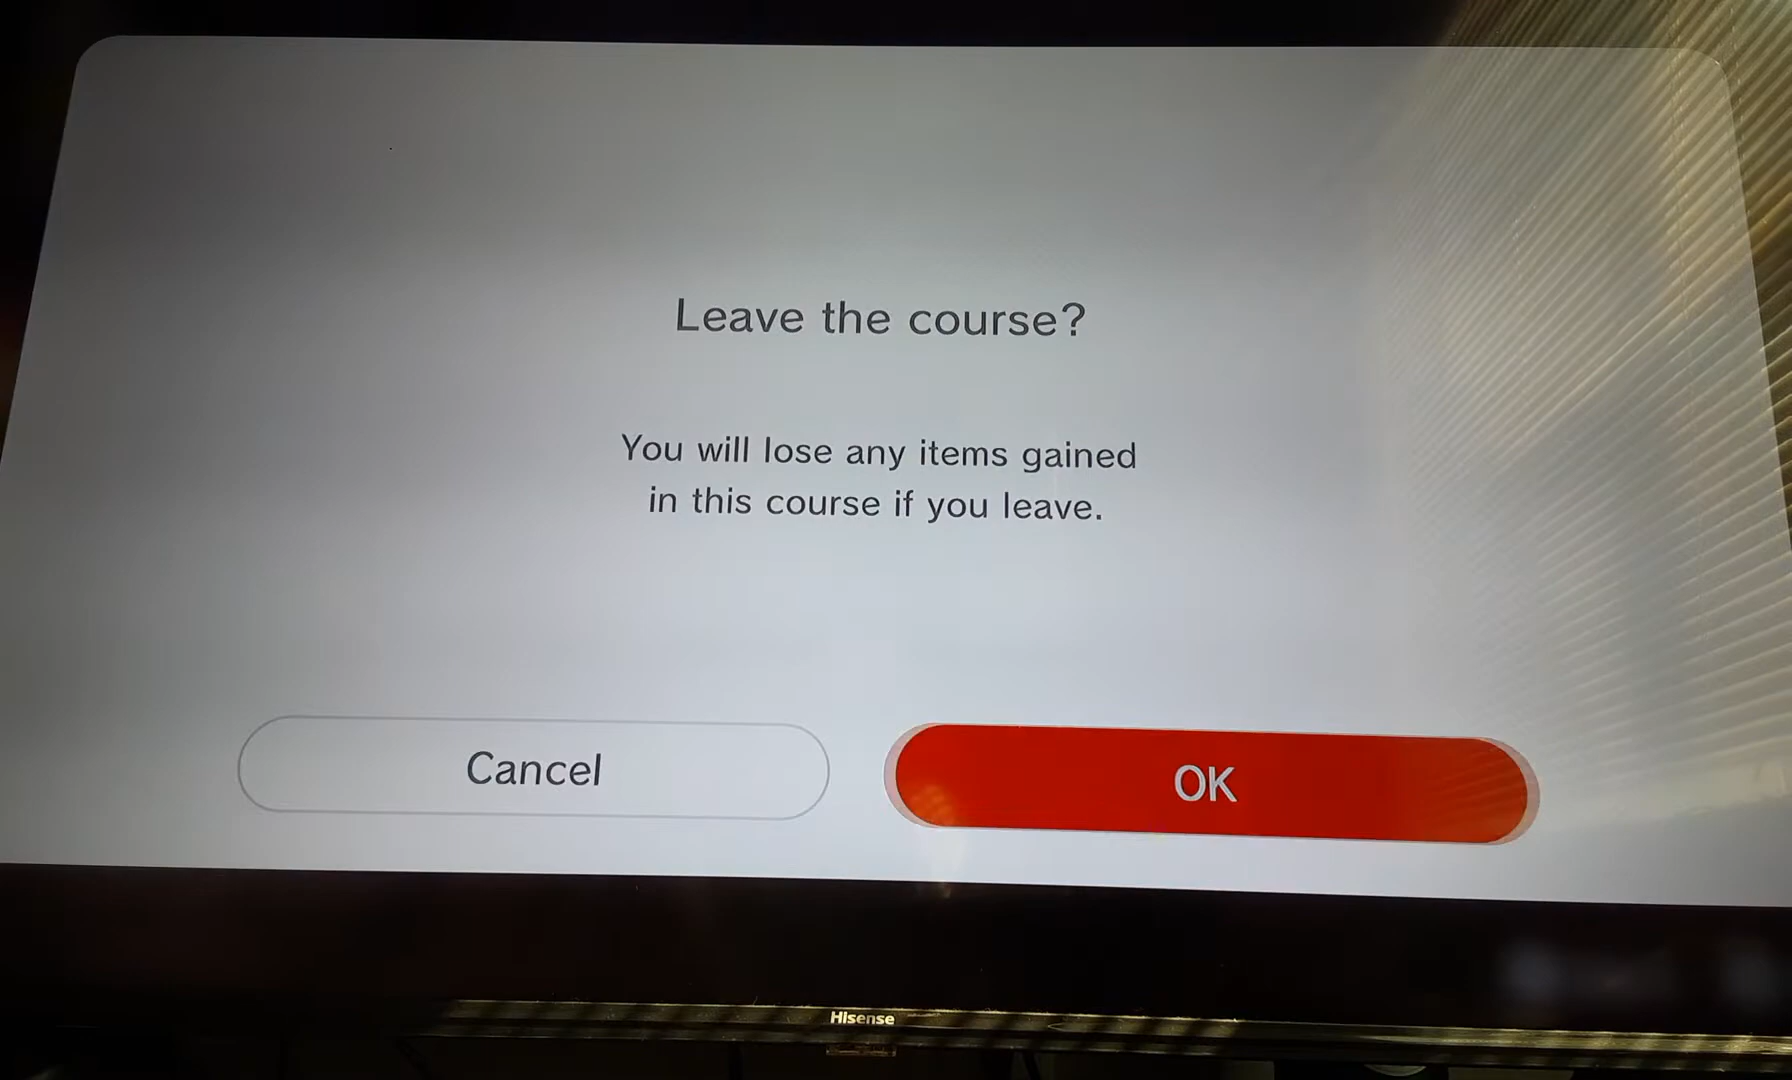 Leave the course?
You will lose any items gained
in this course if you leave.
Cancel
OK
Hisense